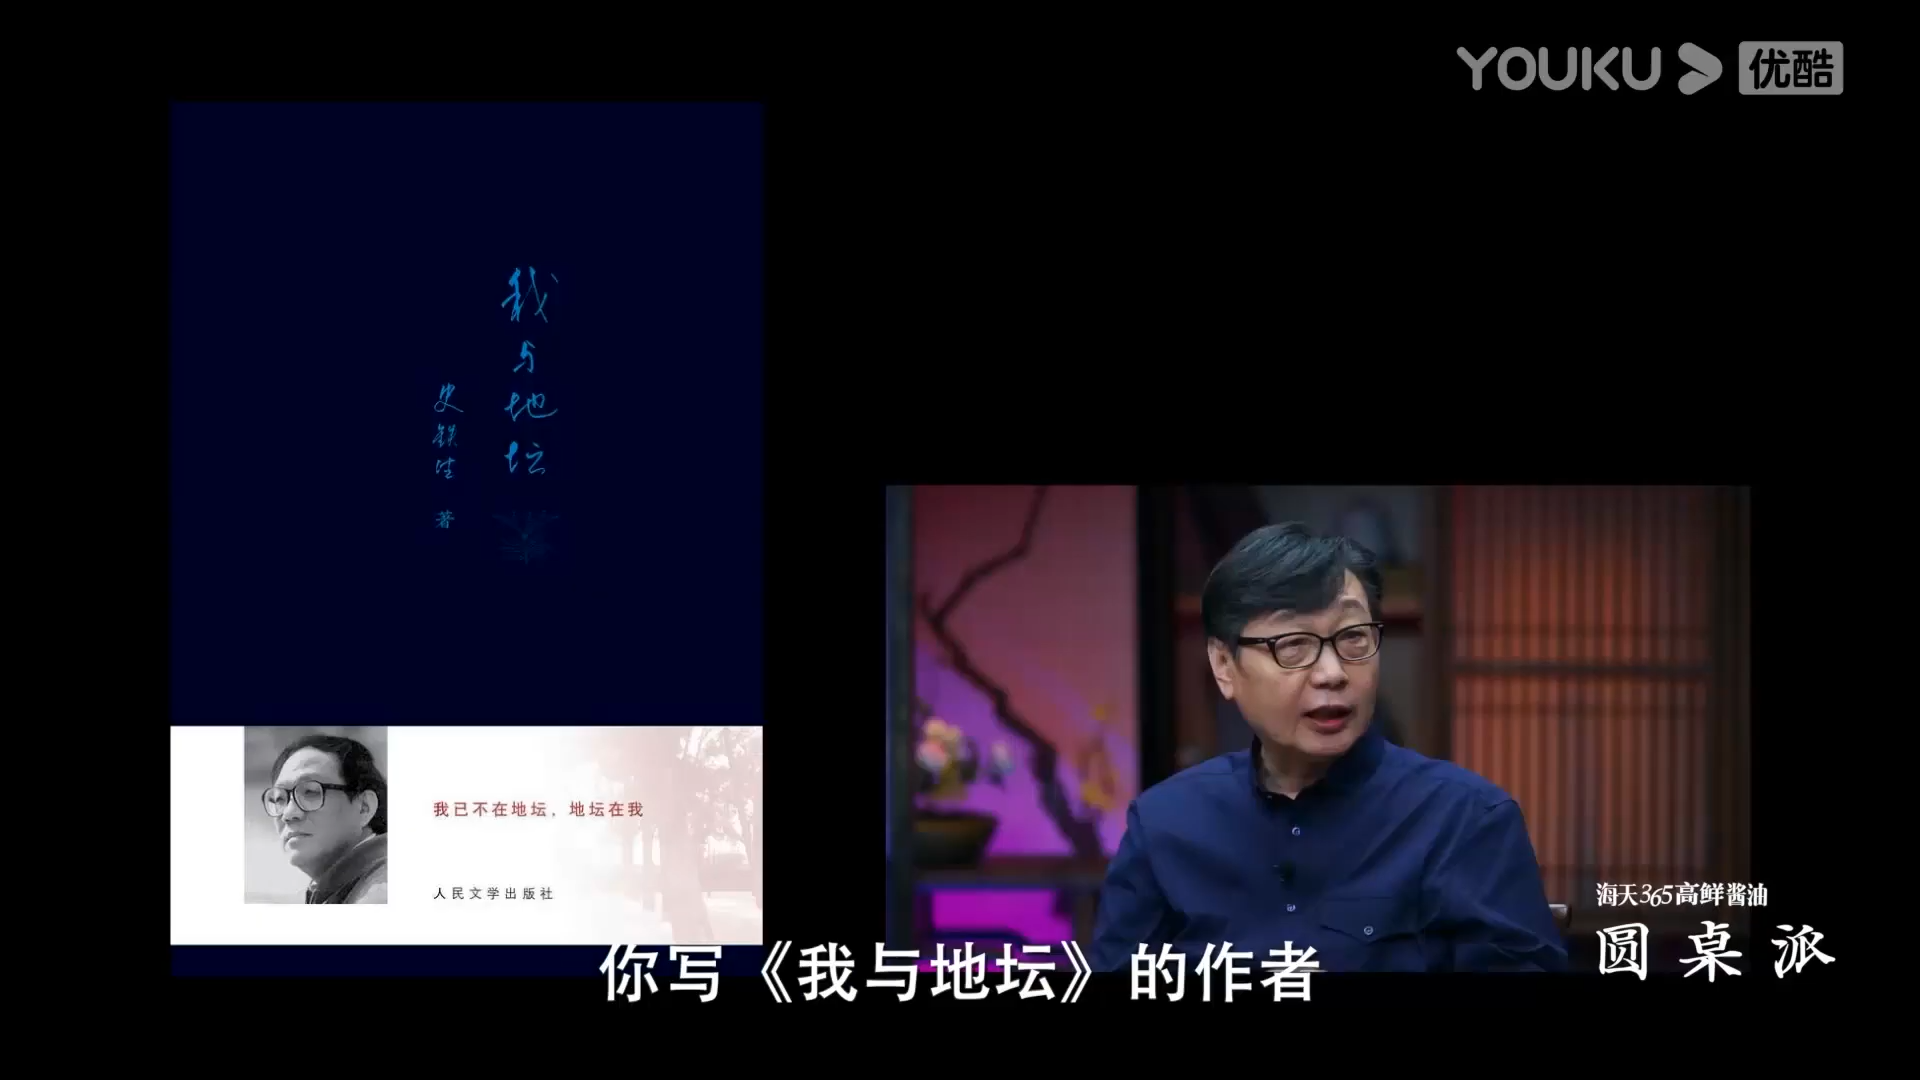 YOUKU 优酷
我与地坛
史铁生 著
我已不在地坛，地坛在我
人民文学出版社
海天365高鲜酱油
圆桌派
你写《我与地坛》的作者